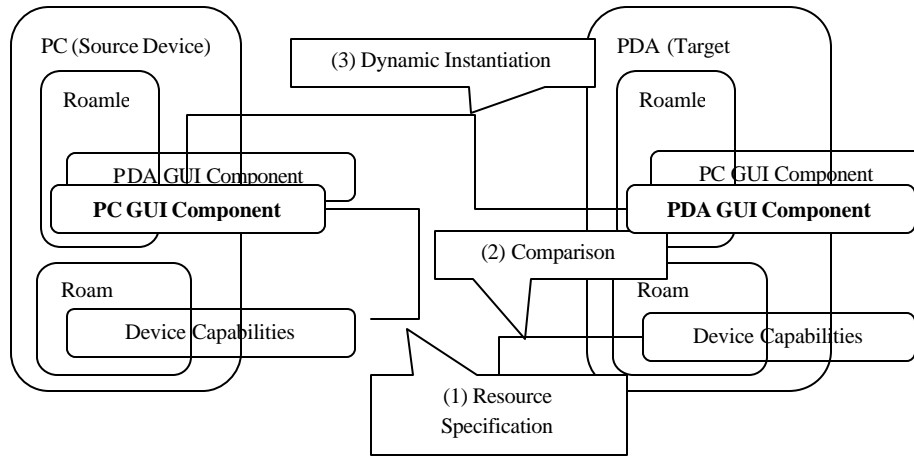 PC (Source Device)
PDA (Target
(3) Dynamic Instantiation
Roamle
Roamle
PDA GUI Component
PC GUI Component
PC GUI Component
PDA GUI Component
(2) Comparison
Roam
Roam
Device Capabilities
Device Capabilities
(1) Resource
Specification